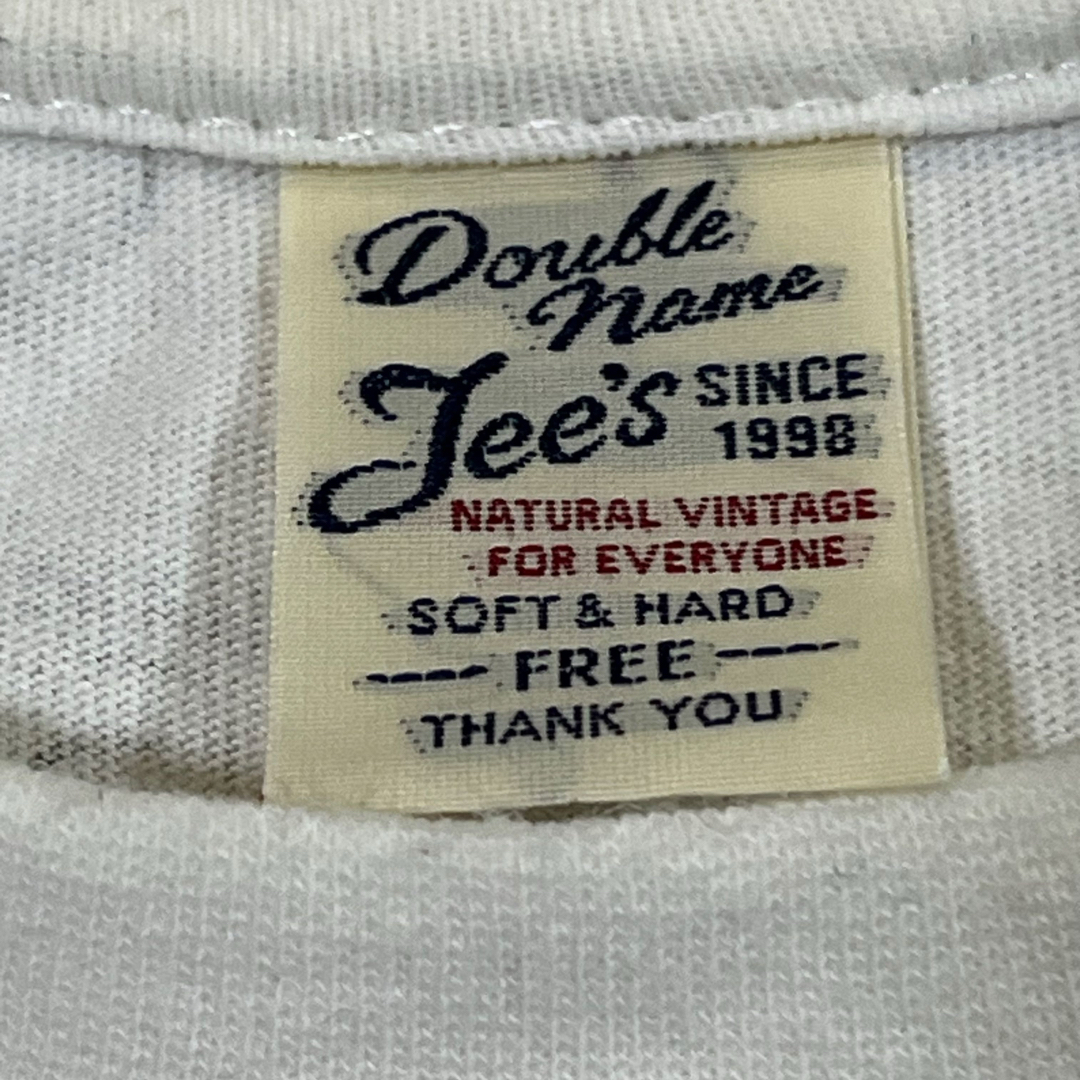 Double
Name
Jee's SINCE
1998
NATURAL VINTAGE
FOR EVERYONE
SOFT & HARD
FREE
THANK YOU